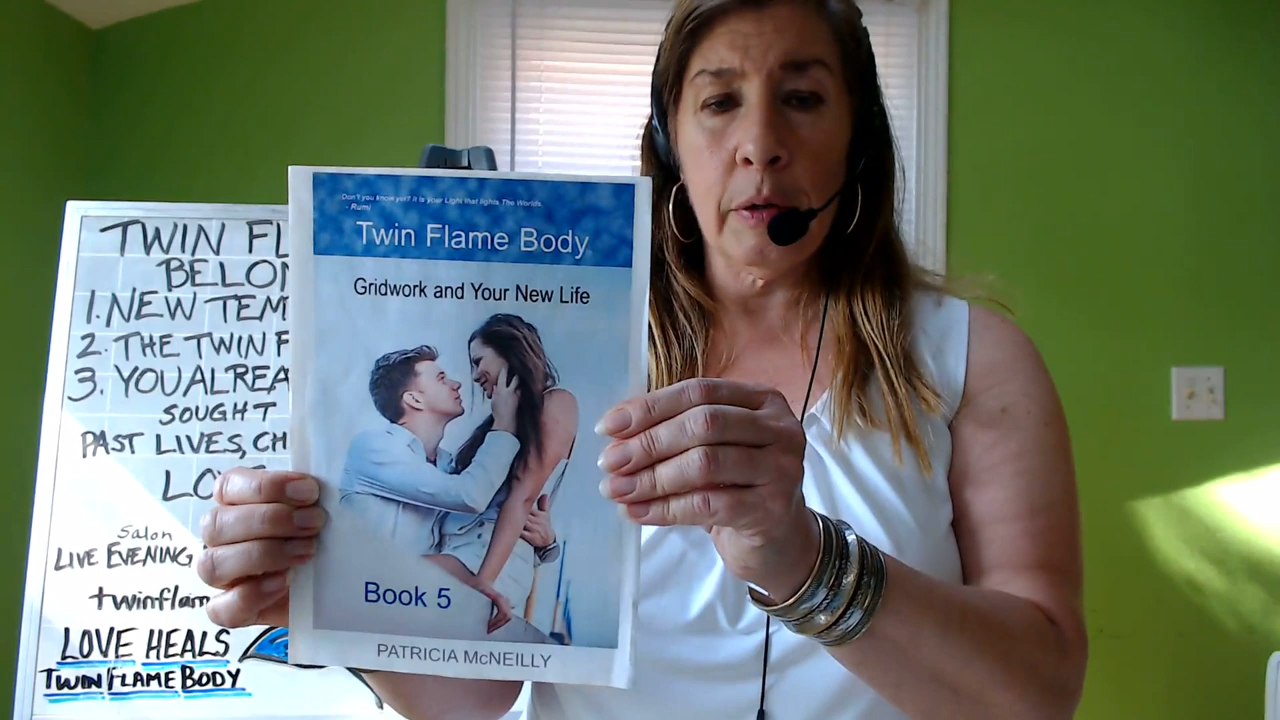 TWIN FL
BELON
1. NEW TEM
2. THE TWIN F
3. YOU ALREA
SOUGHT
PAST LIVES, CH
LOVE
Salon
LIVE EVENING
twinflam
LOVE HEALS
TWIN FLAME BODY
Don't you know yet? It is your Light that lights The Worlds.
- Rumi
Twin Flame Body
Gridwork and Your New Life
Book 5
PATRICIA McNEILLY